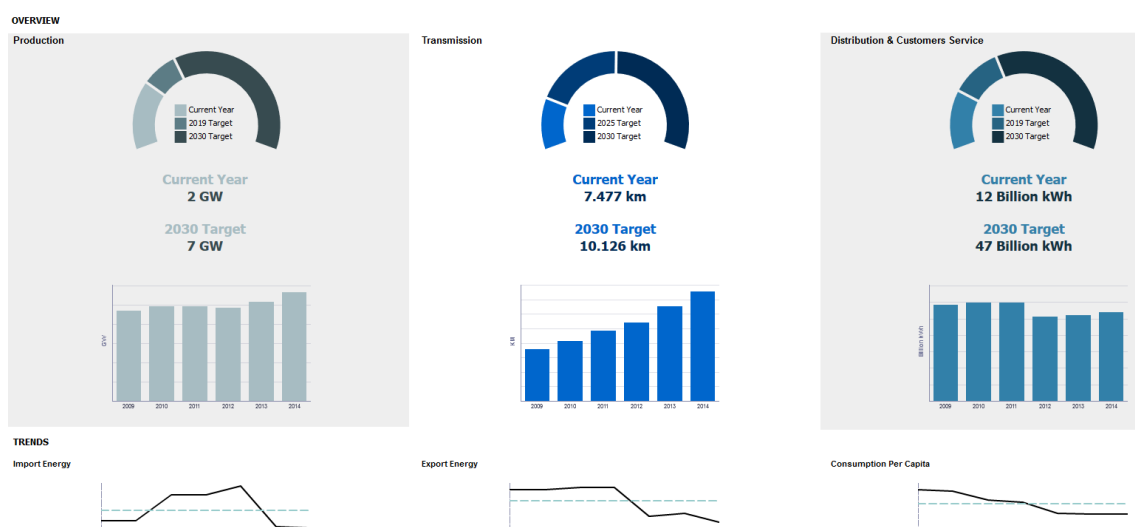 OVERVIEW
Production
Current Year
2019 Target
2030 Target
Current Year
2 GW
2030 Target
7 GW
GW
2009 2010 2011 2012 2013 2014
Transmission
Current Year
2025 Target
2030 Target
Current Year
7.477 km
2030 Target
10.126 km
KM
2009 2010 2011 2012 2013 2014
Distribution & Customers Service
Current Year
2019 Target
2030 Target
Current Year
12 Billion kWh
2030 Target
47 Billion kWh
Billion kWh
2009 2010 2011 2012 2013 2014
TRENDS
Import Energy
Export Energy
Consumption Per Capita